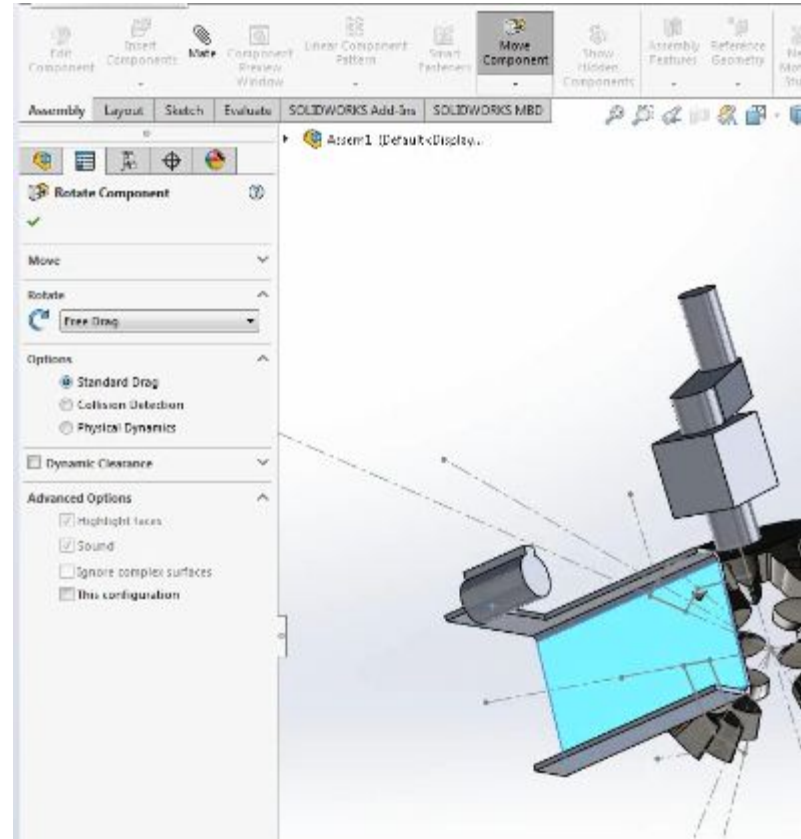 Edit
Component
Insert
Components
Mate
Component
Preview
Window
Linear Component
Pattern
Smart
Fasteners
Move
Component
Show
Hidden
Components
Assembly
Features
Reference
Geometry
Assembly Layout Sketch Evaluate SOLIDWORKS Add-Ins SOLIDWORKS MBD
Assem1 (Default<Display...
Rotate Component
Move
Rotate
Free Drag
Options
Standard Drag
Collision Detection
Physical Dynamics
Dynamic Clearance
Advanced Options
Highlight faces
Sound
Ignore complex surfaces
This configuration